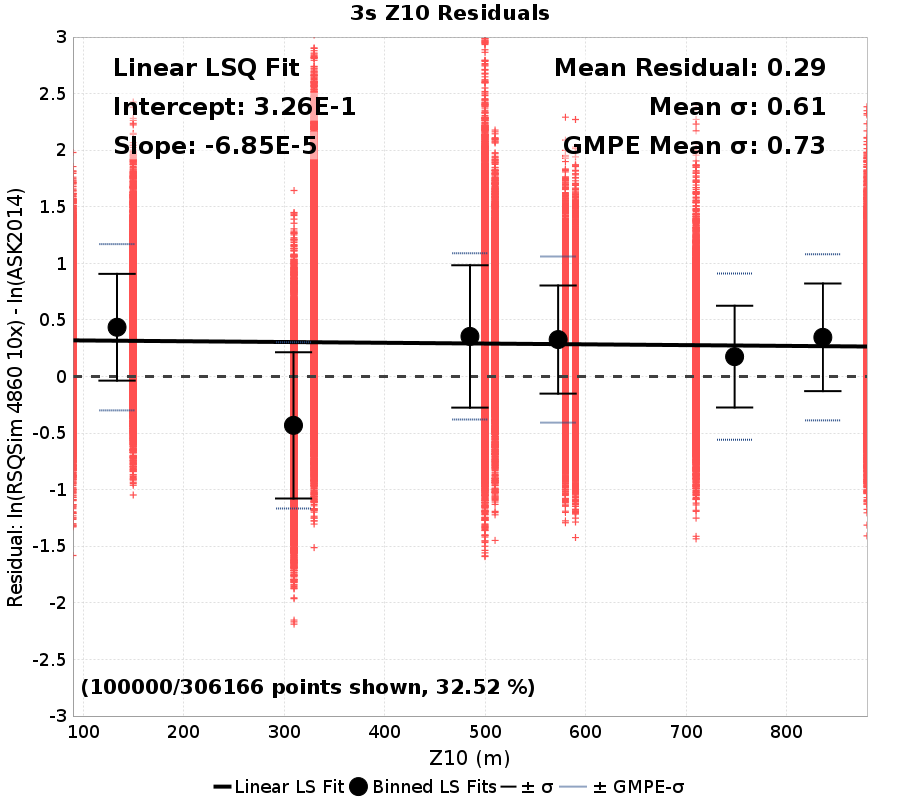 3s Z10 Residuals
Linear LSQ Fit
Intercept: 3.26E-1
Slope: -6.85E-5
Mean Residual: 0.29
Mean σ: 0.61
GMPE Mean σ: 0.73
Residual: ln(RSQSim 4860 10x) - ln(ASK2014)
3
2.5
2
1.5
1
0.5
0
-0.5
-1
-1.5
-2
-2.5
-3
(100000/306166 points shown, 32.52 %)
100 200 300 400 500 600 700 800
Z10 (m)
Linear LS Fit Binned LS Fits ± σ ± GMPE-σ